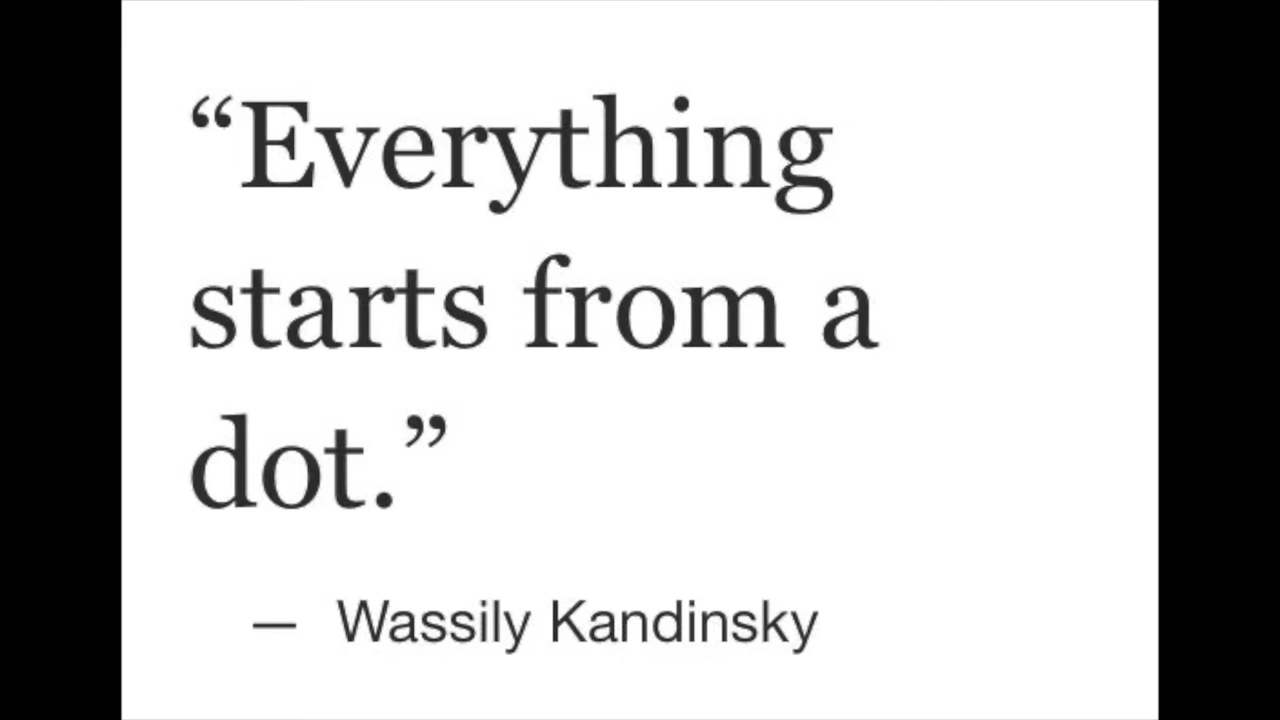 “Everything
starts from a
dot.”
— Wassily Kandinsky